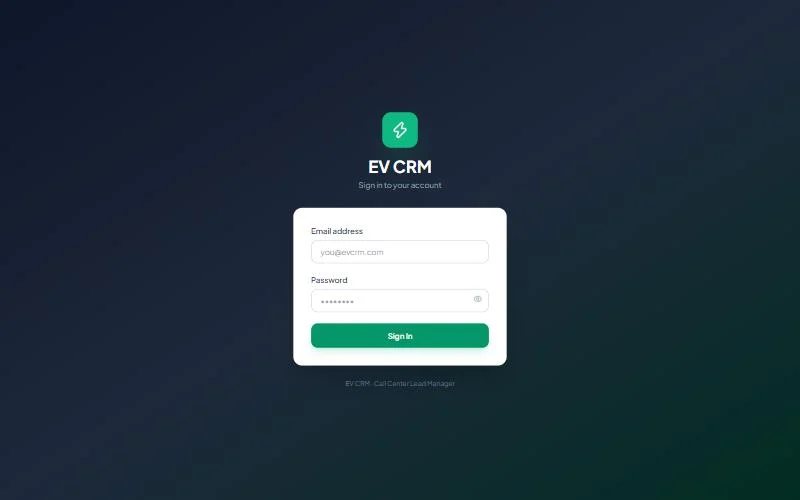 EV CRM
Sign in to your account
Email address
you@evcrm.com
Password
••••••••
Sign In
EV CRM · Call Center Lead Manager